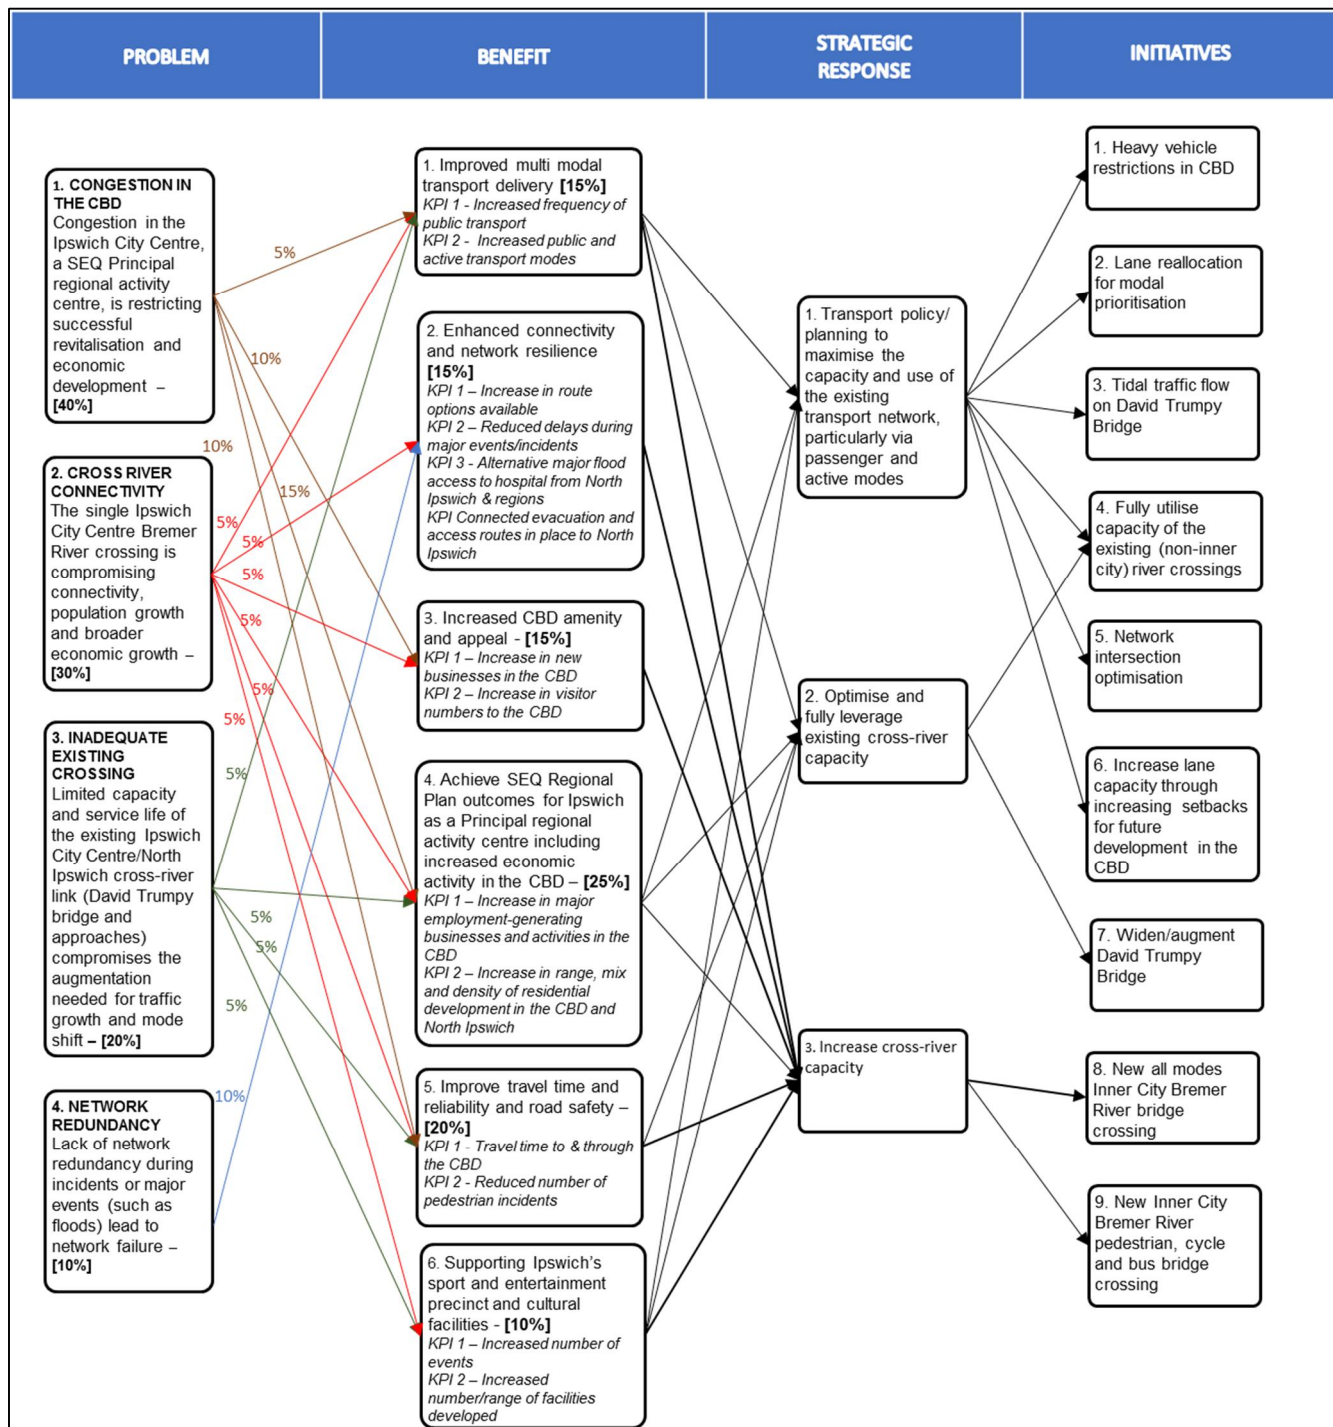 PROBLEM
BENEFIT
STRATEGIC
RESPONSE
INITIATIVES
1. CONGESTION IN
THE CBD
Congestion in the
Ipswich City Centre,
a SEQ Principal
regional activity
centre, is restricting
successful
revitalisation and
economic
development –
[40%]
2. CROSS RIVER
CONNECTIVITY
The single Ipswich
City Centre Bremer
River crossing is
compromising
connectivity,
population growth
and broader
economic growth –
[30%]
3. INADEQUATE
EXISTING
CROSSING
Limited capacity
and service life of
the existing Ipswich
City Centre/North
Ipswich cross-river
link (David Trumpy
bridge and
approaches)
compromises the
augmentation
needed for traffic
growth and mode
shift – [20%]
4. NETWORK
REDUNDANCY
Lack of network
redundancy during
incidents or major
events (such as
floods) lead to
network failure –
[10%]
5%
10%
10%
15%
5%
5%
5%
5%
5%
5%
5%
5%
5%
5%
10%
1. Improved multi modal
transport delivery [15%]
KPI 1 - Increased frequency of
public transport
KPI 2 - Increased public and
active transport modes
2. Enhanced connectivity
and network resilience
[15%]
KPI 1 – Increase in route
options available
KPI 2 – Reduced delays during
major events/incidents
KPI 3 - Alternative major flood
access to hospital from North
Ipswich & regions
KPI Connected evacuation and
access routes in place to North
Ipswich
3. Increased CBD amenity
and appeal - [15%]
KPI 1 – Increase in new
businesses in the CBD
KPI 2 – Increase in visitor
numbers to the CBD
4. Achieve SEQ Regional
Plan outcomes for Ipswich
as a Principal regional
activity centre including
increased economic
activity in the CBD – [25%]
KPI 1 – Increase in major
employment-generating
businesses and activities in the
CBD
KPI 2 – Increase in range, mix
and density of residential
development in the CBD and
North Ipswich
5. Improve travel time and
reliability and road safety –
[20%]
KPI 1 - Travel time to & through
the CBD
KPI 2 - Reduced number of
pedestrian incidents
6. Supporting Ipswich's
sport and entertainment
precinct and cultural
facilities - [10%]
KPI 1 – Increased number of
events
KPI 2 – Increased
number/range of facilities
developed
1. Transport policy/
planning to
maximise the
capacity and use of
the existing
transport network,
particularly via
passenger and
active modes
2. Optimise and
fully leverage
existing cross-river
capacity
3. Increase cross-river
capacity
1. Heavy vehicle
restrictions in CBD
2. Lane reallocation
for modal
prioritisation
3. Tidal traffic flow
on David Trumpy
Bridge
4. Fully utilise
capacity of the
existing (non-inner
city) river crossings
5. Network
intersection
optimisation
6. Increase lane
capacity through
increasing setbacks
for future
development in the
CBD
7. Widen/augment
David Trumpy
Bridge
8. New all modes
Inner City Bremer
River bridge
crossing
9. New Inner City
Bremer River
pedestrian, cycle
and bus bridge
crossing